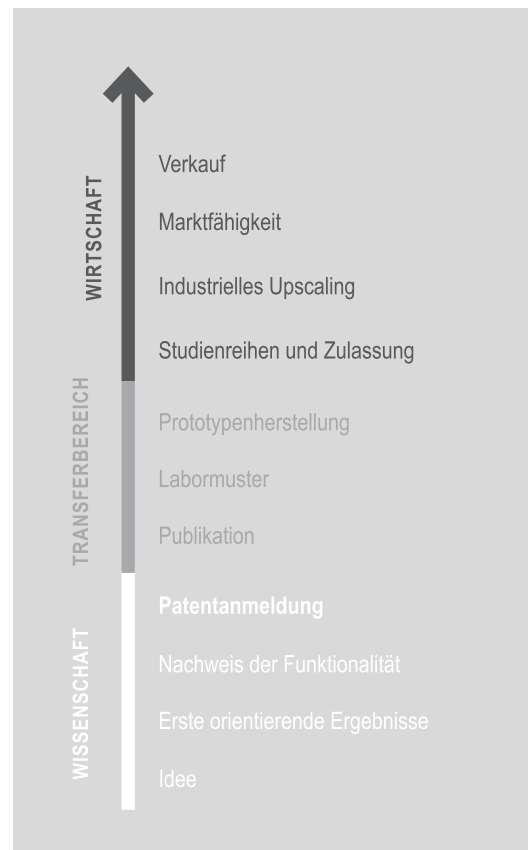 WIRTSCHAFT
Verkauf
Marktfähigkeit
Industrielles Upscaling
Studienreihen und Zulassung
TRANSFERBEREICH
Prototypenherstellung
Labormuster
Publikation
WISSENSCHAFT
Patentanmeldung
Nachweis der Funktionalität
Erste orientierende Ergebnisse
Idee